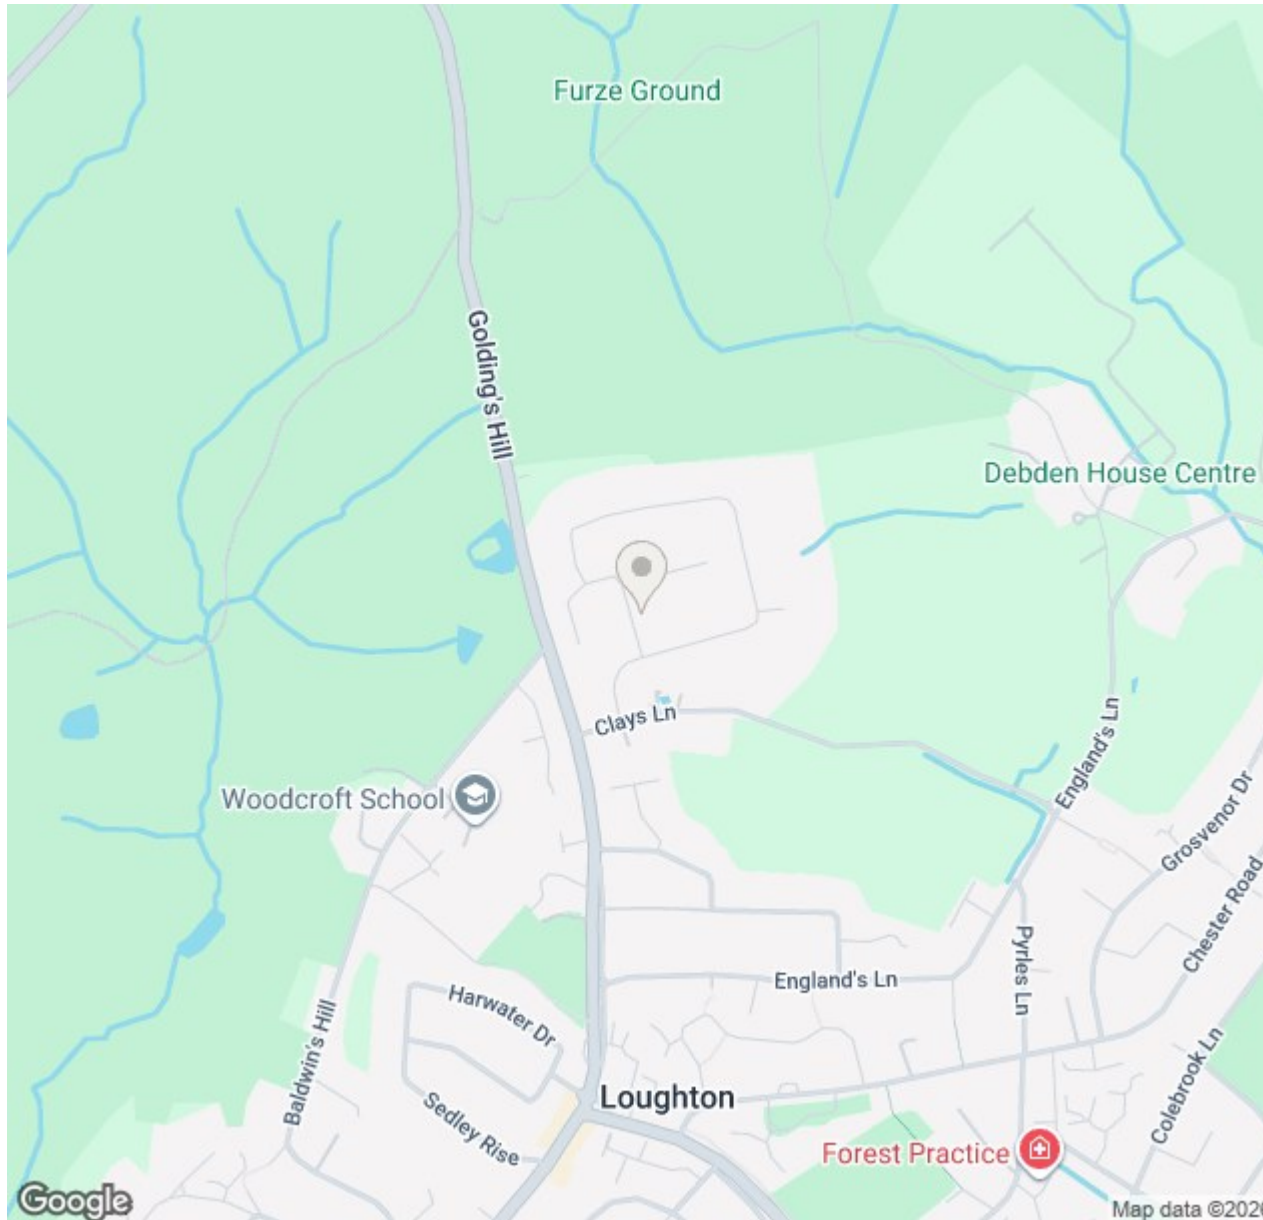 Furze Ground
Golding's Hill
Debden House Centre
Clays Ln
England's Ln
Woodcroft School
Grosvenor Dr
Chester Road
Pyrles Ln
England's Ln
Harwater Dr
Baldwin's Hill
Colebrook Ln
Loughton
Sedley Rise
Forest Practice
Google
Map data ©202